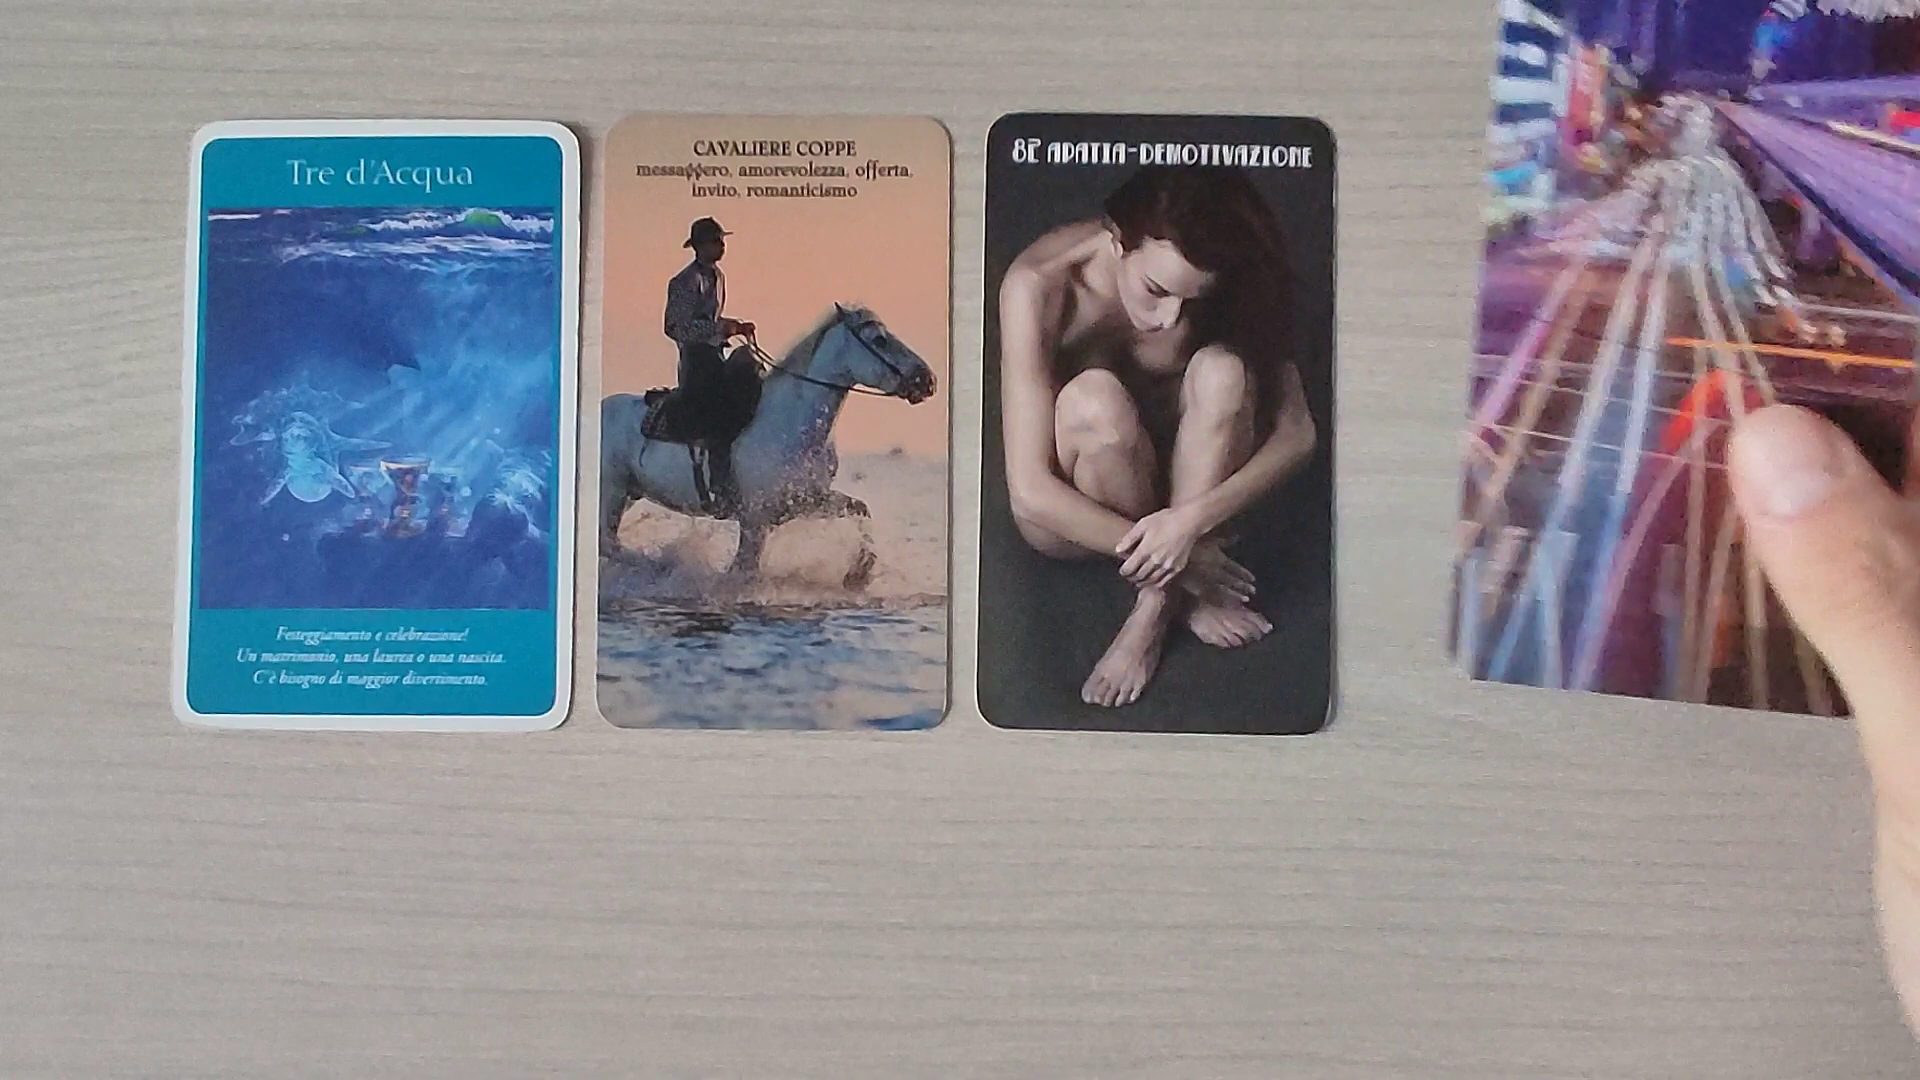 Tre d'Acqua
Festeggiamento e celebrazione!
Un matrimonio, una laurea o una nascita.
C'è bisogno di maggior divertimento.
CAVALIERE COPPE
messaggero, amorevolezza, offerta,
invito, romanticismo
8E APATIA-DEMOTIVAZIONE